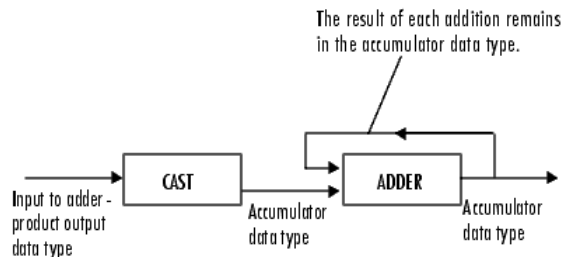 The result of each addition remains
in the accumulator data type.
CAST
ADDER
Input to adder -
product output
data type
Accumulator
data type
Accumulator
data type